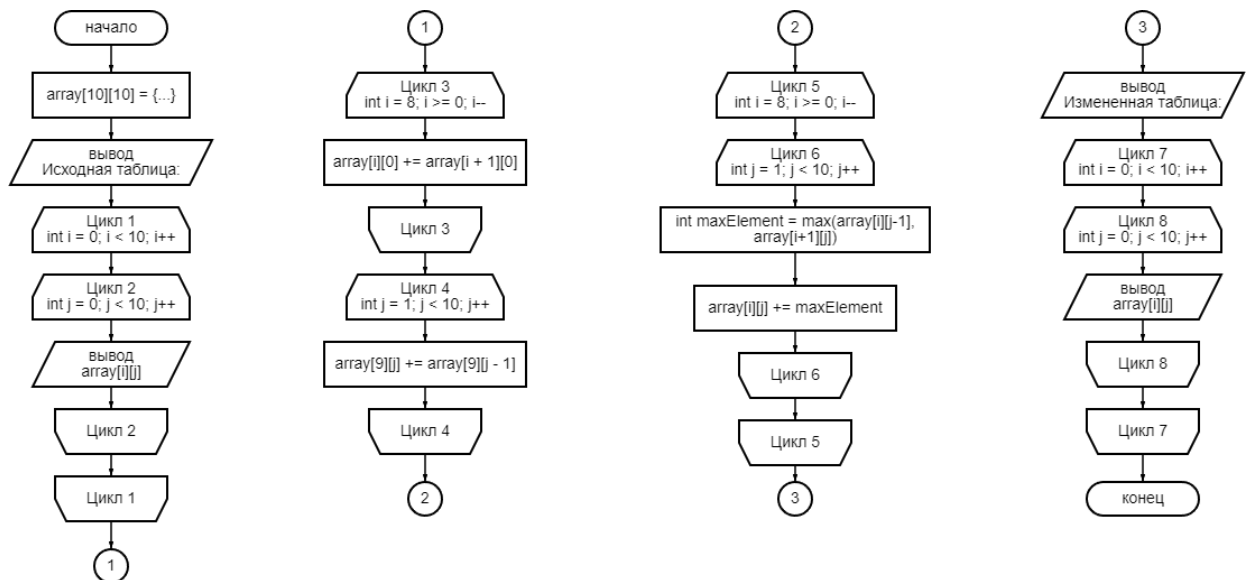 начало
array[10][10] = {...}
вывод
Исходная таблица:
Цикл 1
int i = 0; i < 10; i++
Цикл 2
int j = 0; j < 10; j++
вывод
array[i][j]
Цикл 2
Цикл 1
1
1
Цикл 3
int i = 8; i >= 0; i--
array[i][0] += array[i + 1][0]
Цикл 3
Цикл 4
int j = 1; j < 10; j++
array[9][j] += array[9][j - 1]
Цикл 4
2
2
Цикл 5
int i = 8; i >= 0; i--
Цикл 6
int j = 1; j < 10; j++
int maxElement = max(array[i][j-1],
array[i+1][j])
array[i][j] += maxElement
Цикл 6
Цикл 5
3
3
вывод
Измененная таблица:
Цикл 7
int i = 0; i < 10; i++
Цикл 8
int j = 0; j < 10; j++
вывод
array[i][j]
Цикл 8
Цикл 7
конец